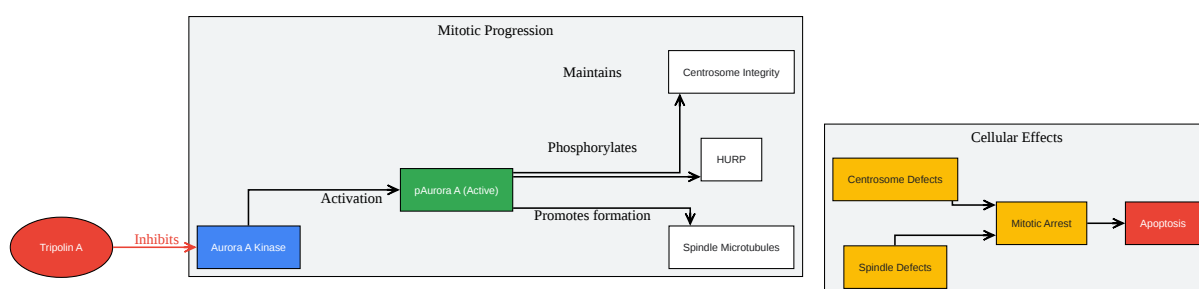 Mitotic Progression
Maintains
Centrosome Integrity
Phosphorylates
HURP
pAurora A (Active)
Activation
Promotes formation
Tripolin A
Inhibits
Aurora A Kinase
Spindle Microtubules
Cellular Effects
Centrosome Defects
Mitotic Arrest
Apoptosis
Spindle Defects